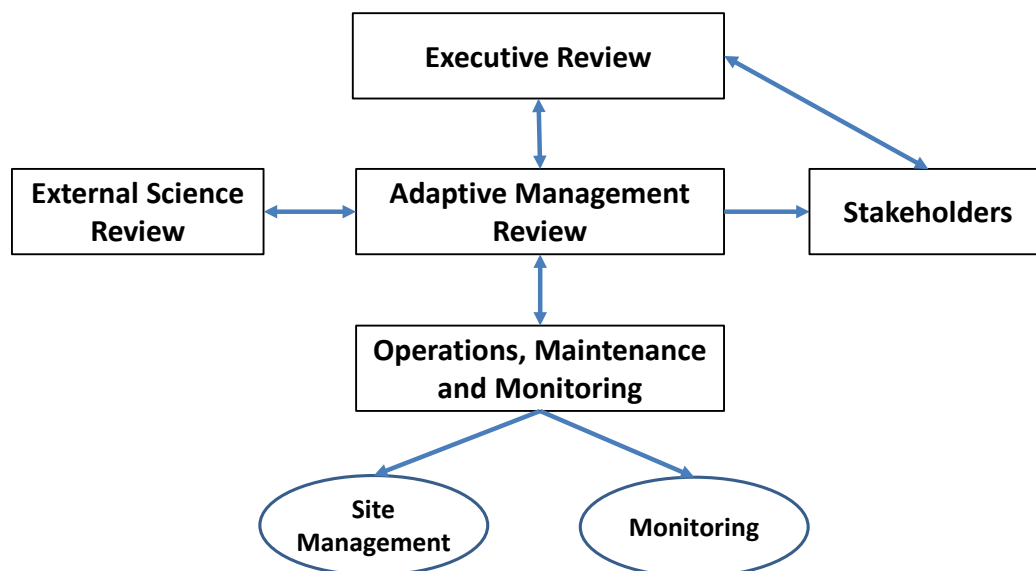 Executive Review
External Science
Review
Adaptive Management
Review
Stakeholders
Operations, Maintenance
and Monitoring
Site
Management
Monitoring